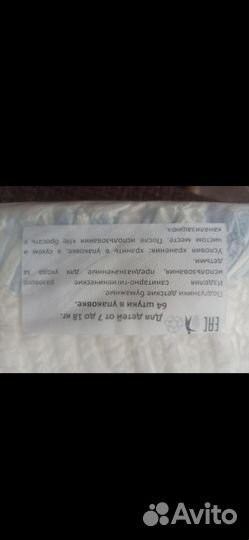 Для детей от 7 до 18 кг.
64 штуки в упаковке.
Подгузники детские бумажные.
Изделия санитарно-гигиенические разового
использования, предназначенные для ухода за
детьми.
Условия хранения: хранить в упаковке, в сухом и
чистом месте. После использования не бросать в
канализацию.
EAC
Avito